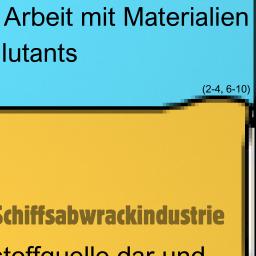 Arbeit mit Materialien
lutants
(2-4, 6-10)
Schiffsabwrackindustrie
stoffquelle dar und